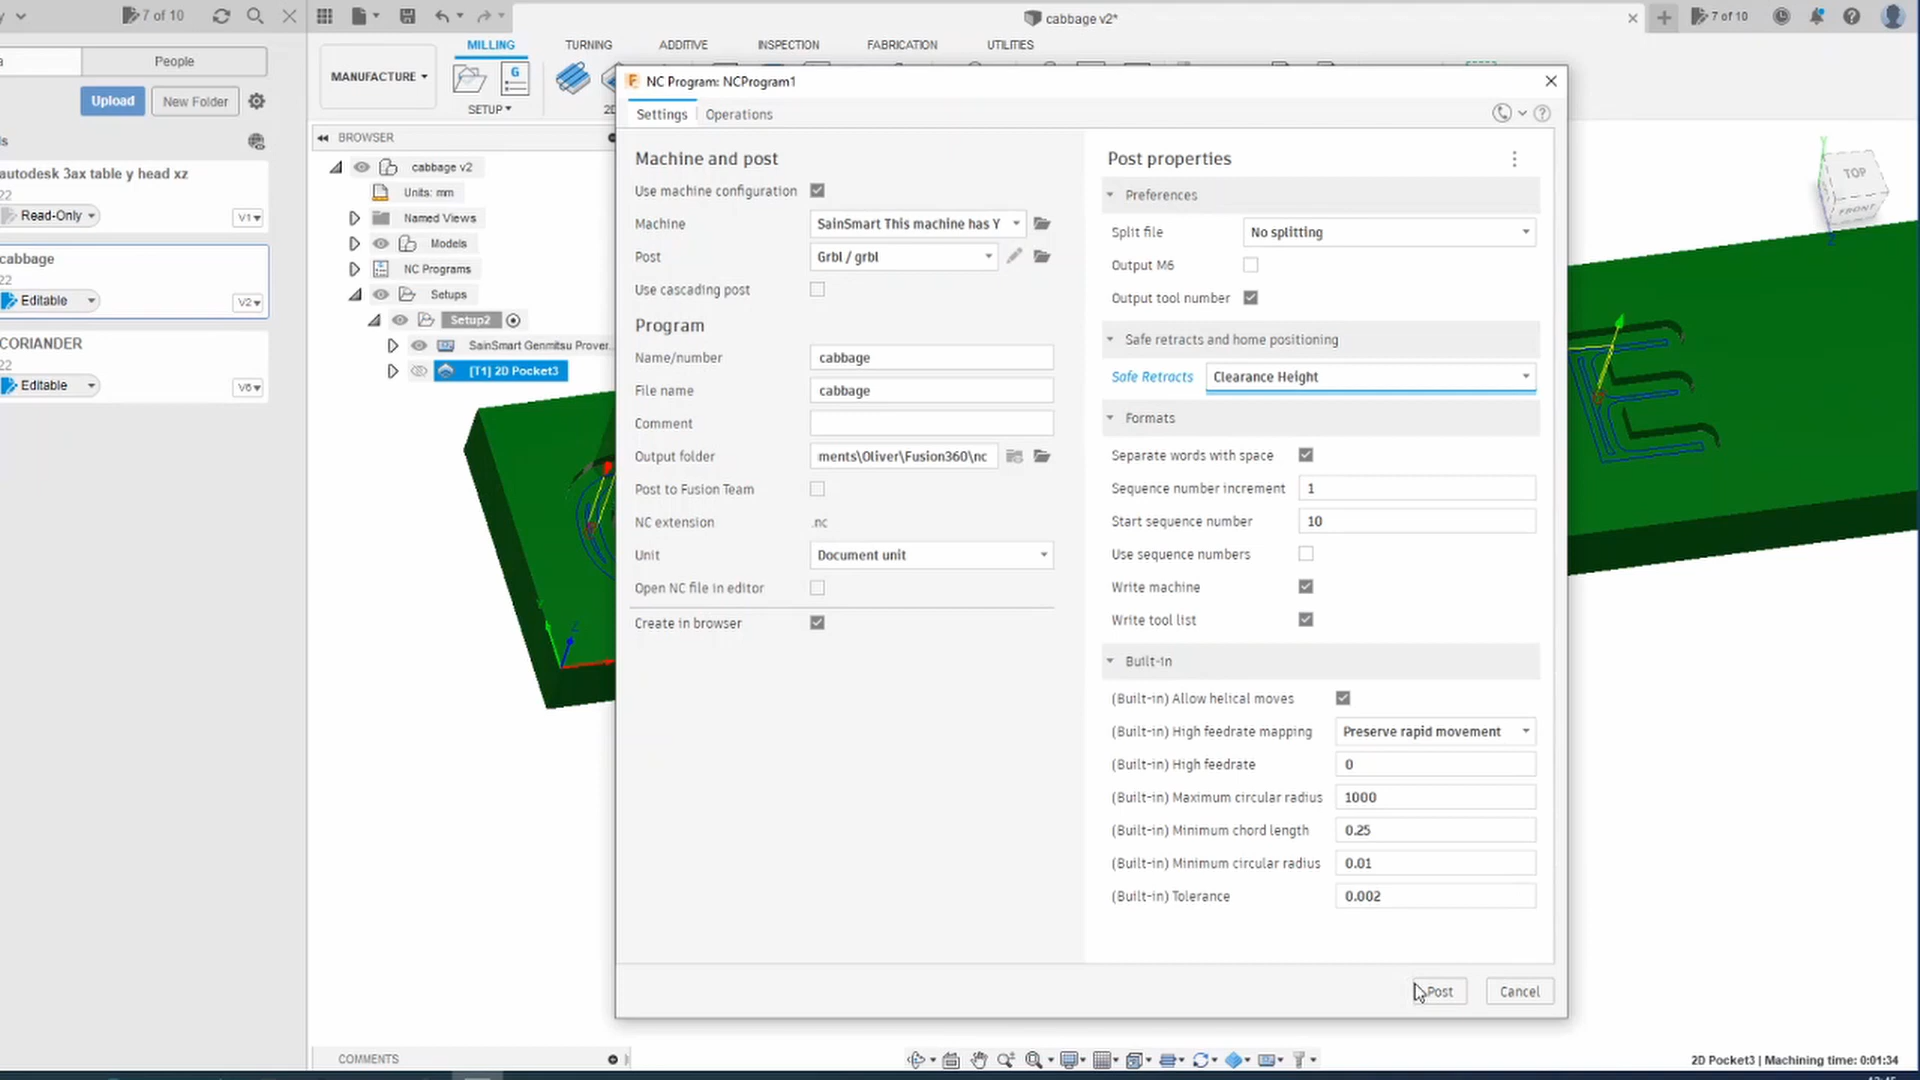 7 of 10
cabbage v2*
7 of 10
People
Upload
New Folder
autodesk 3ax table y head xz
22
Read-Only
V1
cabbage
22
Editable
V2
CORIANDER
22
Editable
V6
MILLING
TURNING
ADDITIVE
INSPECTION
FABRICATION
UTILITIES
MANUFACTURE
G
SETUP
2D
BROWSER
cabbage v2
Units: mm
Named Views
Models
NC Programs
Setups
Setup2
SainSmart Genmitsu Prover...
[T1] 2D Pocket3
NC Program: NCProgram1
Settings
Operations
Machine and post
Use machine configuration
Machine
SainSmart This machine has Y
Post
Grbl / grbl
Use cascading post
Program
Name/number
cabbage
File name
cabbage
Comment
Output folder
ments\Oliver\Fusion360\nc
Post to Fusion Team
NC extension
.nc
Unit
Document unit
Open NC file in editor
Create in browser
Post properties
Preferences
Split file
No splitting
Output M6
Output tool number
Safe retracts and home positioning
Safe Retracts
Clearance Height
Formats
Separate words with space
Sequence number increment
1
Start sequence number
10
Use sequence numbers
Write machine
Write tool list
Built-in
(Built-in) Allow helical moves
(Built-in) High feedrate mapping
Preserve rapid movement
(Built-in) High feedrate
0
(Built-in) Maximum circular radius
1000
(Built-in) Minimum chord length
0.25
(Built-in) Minimum circular radius
0.01
(Built-in) Tolerance
0.002
Post
Cancel
TOP
FRONT
Y
Z
E
COMMENTS
2D Pocket3 | Machining time: 0:01:34